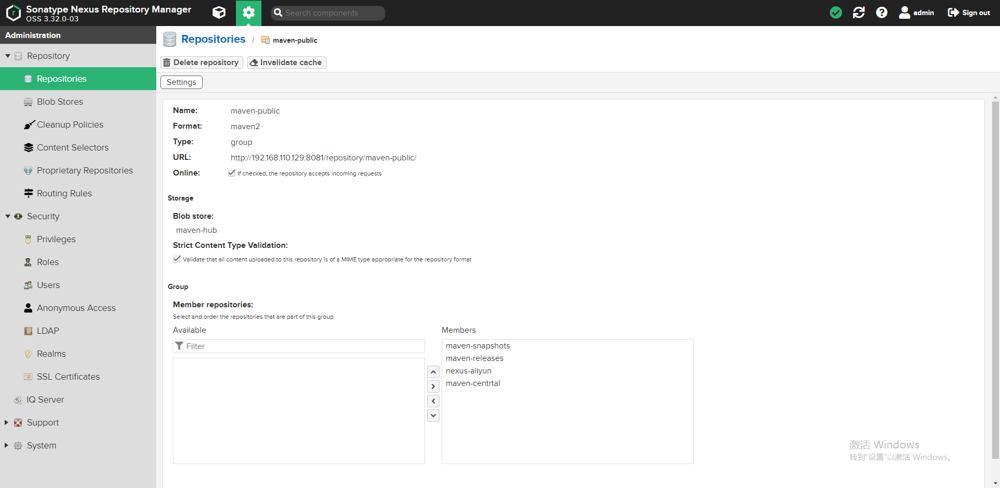 Sonatype Nexus Repository Manager
OSS 3.32.0-03
Search components
admin
Sign out
Administration
Repository
Repositories
Blob Stores
Cleanup Policies
Content Selectors
Proprietary Repositories
Routing Rules
Security
Privileges
Roles
Users
Anonymous Access
LDAP
Realms
SSL Certificates
IQ Server
Support
System
Repositories / maven-public
Delete repository
Invalidate cache
Settings
Name: maven-public
Format: maven2
Type: group
URL: http://192.168.110.129:8081/repository/maven-public/
Online: If checked, the repository accepts incoming requests
Storage
Blob store:
maven-hub
Strict Content Type Validation:
Validate that all content uploaded to this repository is of a MIME type appropriate for the repository format
Group
Member repositories:
Select and order the repositories that are part of this group
Available
Filter
Members
maven-snapshots
maven-releases
nexus-aliyun
maven-centrtal
激活 Windows
转到“设置”以激活 Windows。